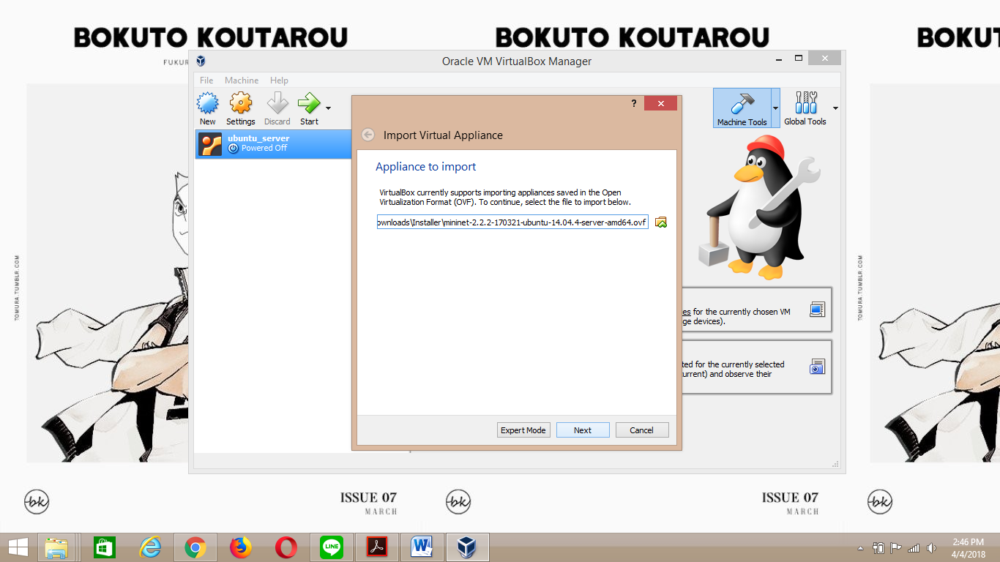 BOKUTO KOUTAROU
BOKUTO KOUTAROU
BOKUT
FUKUR
Oracle VM VirtualBox Manager
File Machine Help
New Settings Discard Start
Machine Tools Global Tools
ubuntu_server
Powered Off
?
Import Virtual Appliance
Appliance to import
VirtualBox currently supports importing appliances saved in the Open
Virtualization Format (OVF). To continue, select the file to import below.
ownloads\Installer\mininet-2.2.2-170321-ubuntu-14.04.4-server-amd64.ovf
es for the currently chosen VM
ge devices).
ted for the currently selected
urrent) and observe their
Expert Mode Next Cancel
TOMURA.TUMBLR.COM
TOMURA.TUMBLR.COM
bk
ISSUE 07
MARCH
bk
ISSUE 07
MARCH
bk
LINE
2:46 PM
4/4/2018